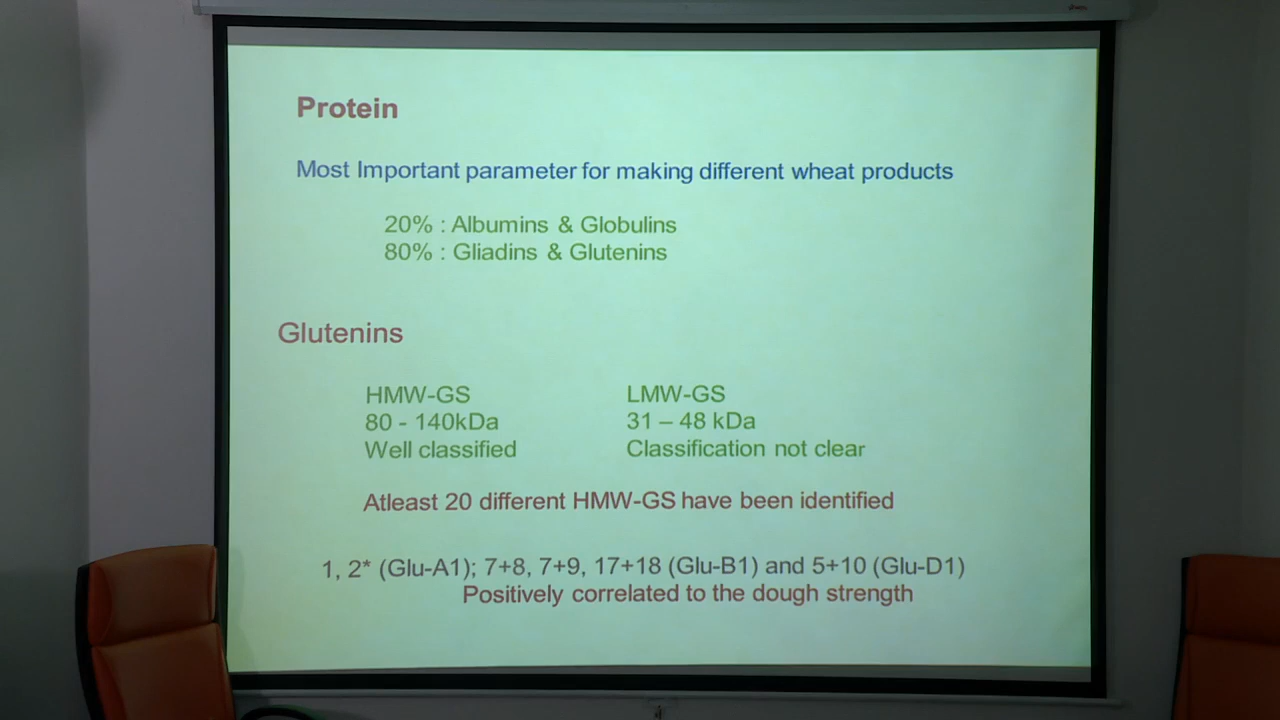 Protein
Most Important parameter for making different wheat products
20% : Albumins & Globulins
80% : Gliadins & Glutenins
Glutenins
HMW-GS LMW-GS
80 - 140kDa 31 – 48 kDa
Well classified Classification not clear
Atleast 20 different HMW-GS have been identified
1, 2* (Glu-A1); 7+8, 7+9, 17+18 (Glu-B1) and 5+10 (Glu-D1)
Positively correlated to the dough strength